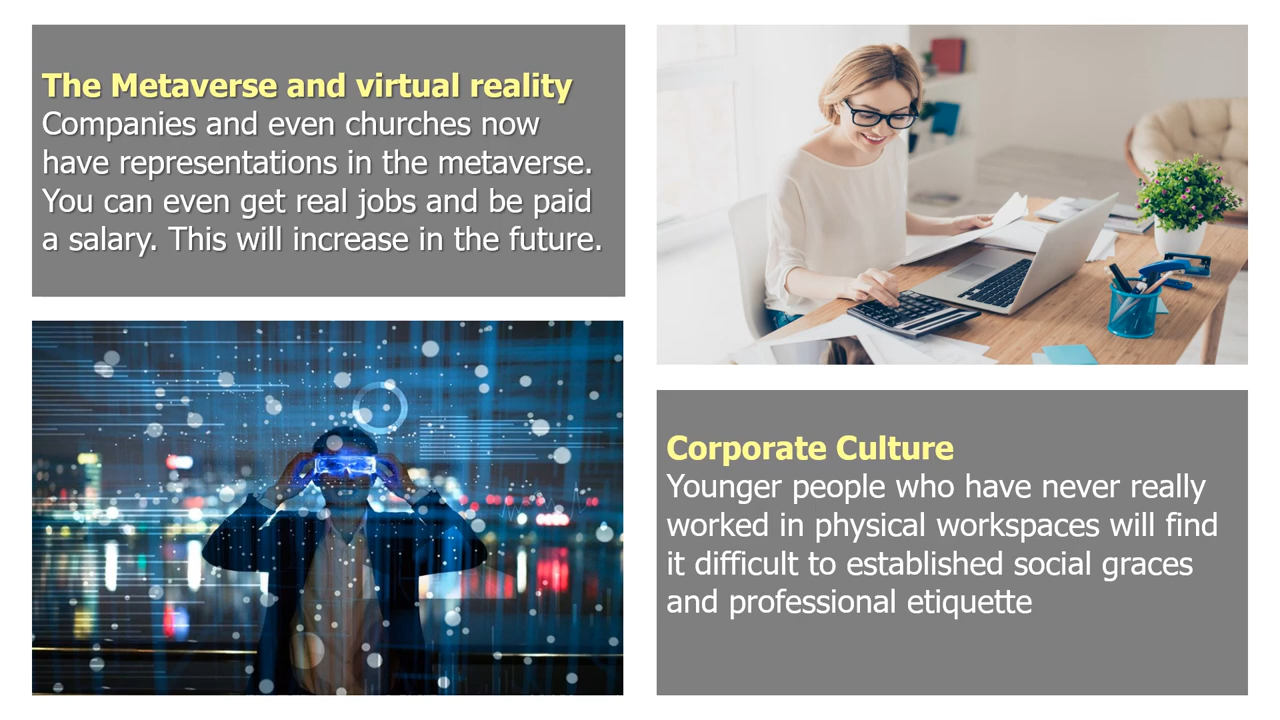 The Metaverse and virtual reality
Companies and even churches now
have representations in the metaverse.
You can even get real jobs and be paid
a salary. This will increase in the future.
Corporate Culture
Younger people who have never really
worked in physical workspaces will find
it difficult to established social graces
and professional etiquette